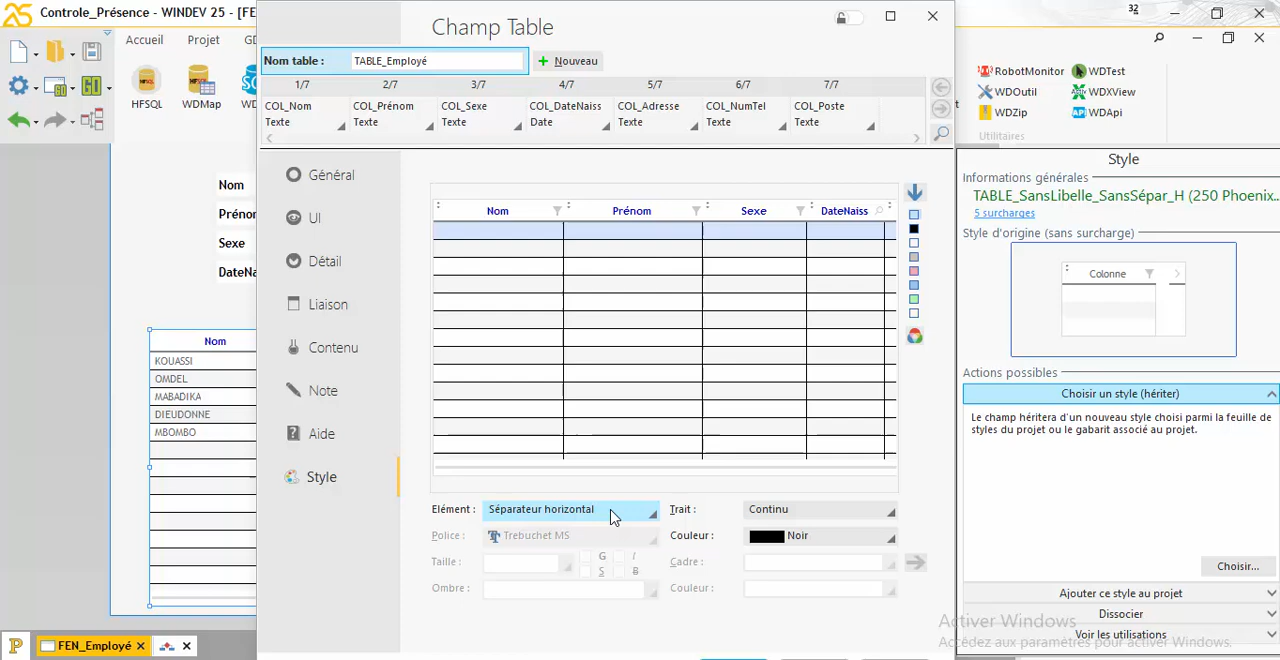 25 Controle_Présence - WINDEV 25 - [FE
Champ Table
32
Accueil Projet GD
Nom table : TABLE_Employé + Nouveau
HFSQL WDMap
1/7 2/7 3/7 4/7 5/7 6/7 7/7
COL_Nom COL_Prénom COL_Sexe COL_DateNaiss COL_Adresse COL_NumTel COL_Poste
Texte Texte Texte Date Texte Texte Texte
RobotMonitor WDTest
WDOutil WDXView
WDZip WDApi
Utilitaires
Nom
Prénom
Sexe
DateNa
Nom
KOUASSI
OMDEL
MABADIKA
DIEUDONNE
MBOMBO
Général
UI
Détail
Liaison
Contenu
Note
Aide
Style
Nom Prénom Sexe DateNaiss
Elément : Séparateur horizontal Trait : Continu
Police : Trebuchet MS Couleur : Noir
Taille : G I Cadre :
S B
Ombre : Couleur :
Style
Informations générales
TABLE_SansLibelle_SansSépar_H (250 Phoenix...
5 surcharges
Style d'origine (sans surcharge)
Colonne
Actions possibles
Choisir un style (hériter)
Le champ héritera d'un nouveau style choisi parmi la feuille de
styles du projet ou le gabarit associé au projet.
Choisir...
Ajouter ce style au projet
Dissocier
Voir les utilisations
Activer Windows
Accédez aux paramètres pour activer Windows.
FEN_Employé